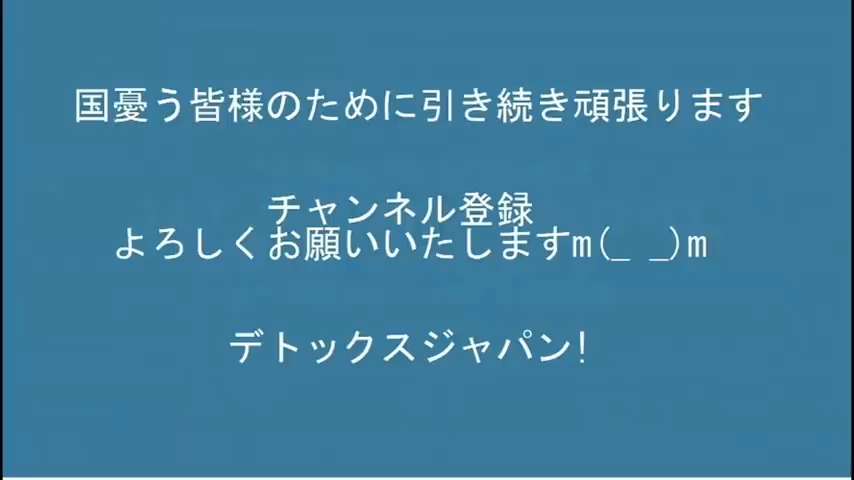 国憂う皆様のために引き続き頑張ります
チャンネル登録
よろしくお願いいたしますm(_ _)m
デトックスジャパン!